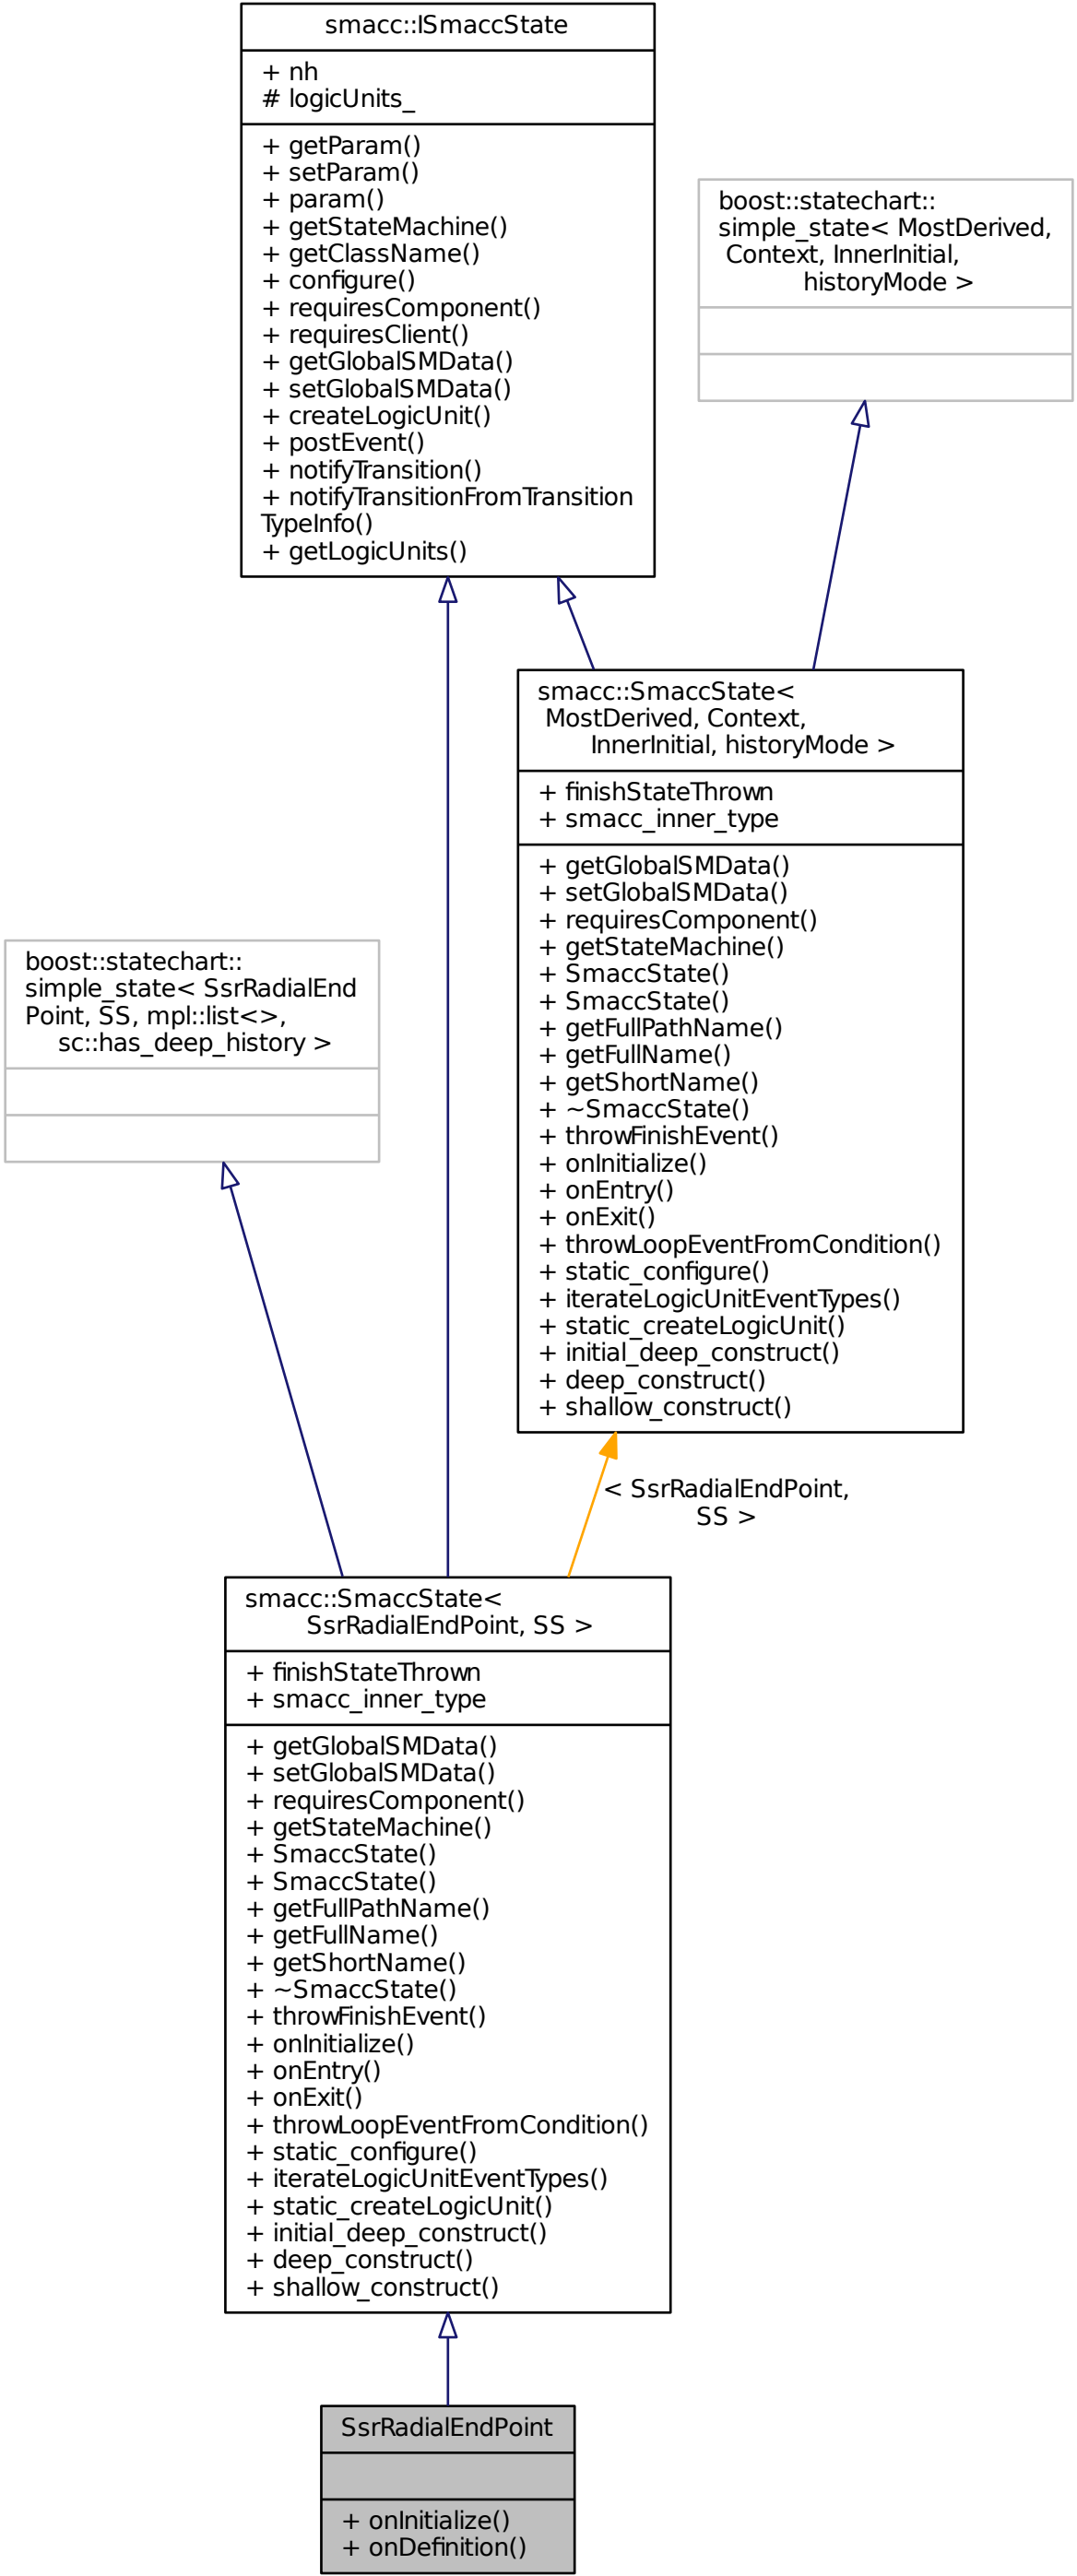 smacc::ISmaccState
+ nh
# logicUnits_
+ getParam()
+ setParam()
+ param()
+ getStateMachine()
+ getClassName()
+ configure()
+ requiresComponent()
+ requiresClient()
+ getGlobalSMData()
+ setGlobalSMData()
+ createLogicUnit()
+ postEvent()
+ notifyTransition()
+ notifyTransitionFromTransition
TypeInfo()
+ getLogicUnits()
boost::statechart::
simple_state< MostDerived,
Context, InnerInitial,
historyMode >
smacc::SmaccState<
MostDerived, Context,
InnerInitial, historyMode >
+ finishStateThrown
+ smacc_inner_type
+ getGlobalSMData()
+ setGlobalSMData()
+ requiresComponent()
+ getStateMachine()
+ SmaccState()
+ SmaccState()
+ getFullPathName()
+ getFullName()
+ getShortName()
+ ~SmaccState()
+ throwFinishEvent()
+ onInitialize()
+ onEntry()
+ onExit()
+ throwLoopEventFromCondition()
+ static_configure()
+ iterateLogicUnitEventTypes()
+ static_createLogicUnit()
+ initial_deep_construct()
+ deep_construct()
+ shallow_construct()
boost::statechart::
simple_state< SsrRadialEnd
Point, SS, mpl::list<>,
sc::has_deep_history >
< SsrRadialEndPoint,
SS >
smacc::SmaccState<
SsrRadialEndPoint, SS >
+ finishStateThrown
+ smacc_inner_type
+ getGlobalSMData()
+ setGlobalSMData()
+ requiresComponent()
+ getStateMachine()
+ SmaccState()
+ SmaccState()
+ getFullPathName()
+ getFullName()
+ getShortName()
+ ~SmaccState()
+ throwFinishEvent()
+ onInitialize()
+ onEntry()
+ onExit()
+ throwLoopEventFromCondition()
+ static_configure()
+ iterateLogicUnitEventTypes()
+ static_createLogicUnit()
+ initial_deep_construct()
+ deep_construct()
+ shallow_construct()
SsrRadialEndPoint
+ onInitialize()
+ onDefinition()